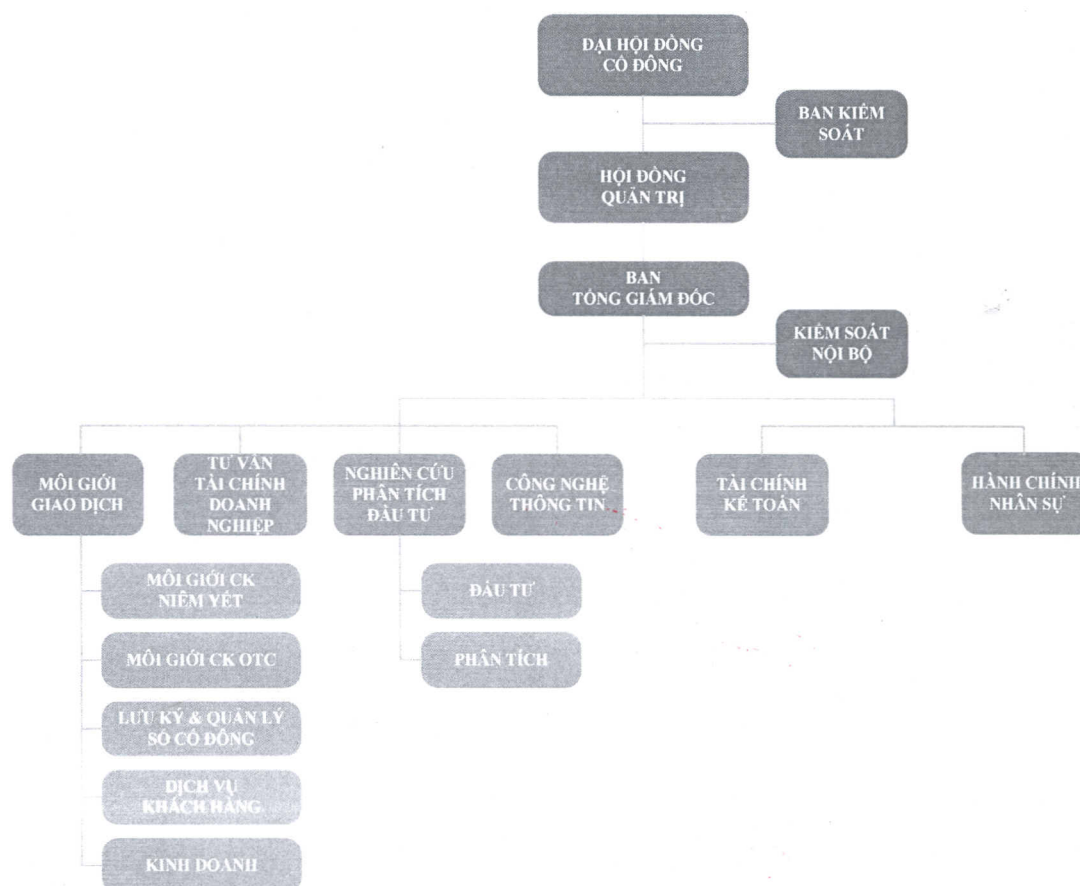 ĐẠI HỘI ĐỒNG
CỔ ĐÔNG
BAN KIỂM
SOÁT
HỘI ĐỒNG
QUẢN TRỊ
BAN
TỔNG GIÁM ĐỐC
KIỂM SOÁT
NỘI BỘ
MÔI GIỚI
GIAO DỊCH
TƯ VẤN
TÀI CHÍNH
DOANH
NGHIỆP
NGHIÊN CỨU
PHÂN TÍCH
ĐẦU TƯ
CÔNG NGHỆ
THÔNG TIN
TÀI CHÍNH
KẾ TOÁN
HÀNH CHÍNH
NHÂN SỰ
MÔI GIỚI CK
NIÊM YẾT
MÔI GIỚI CK OTC
LƯU KÝ & QUẢN LÝ
SỔ CỔ ĐÔNG
DỊCH VỤ
KHÁCH HÀNG
KINH DOANH
ĐẦU TƯ
PHÂN TÍCH